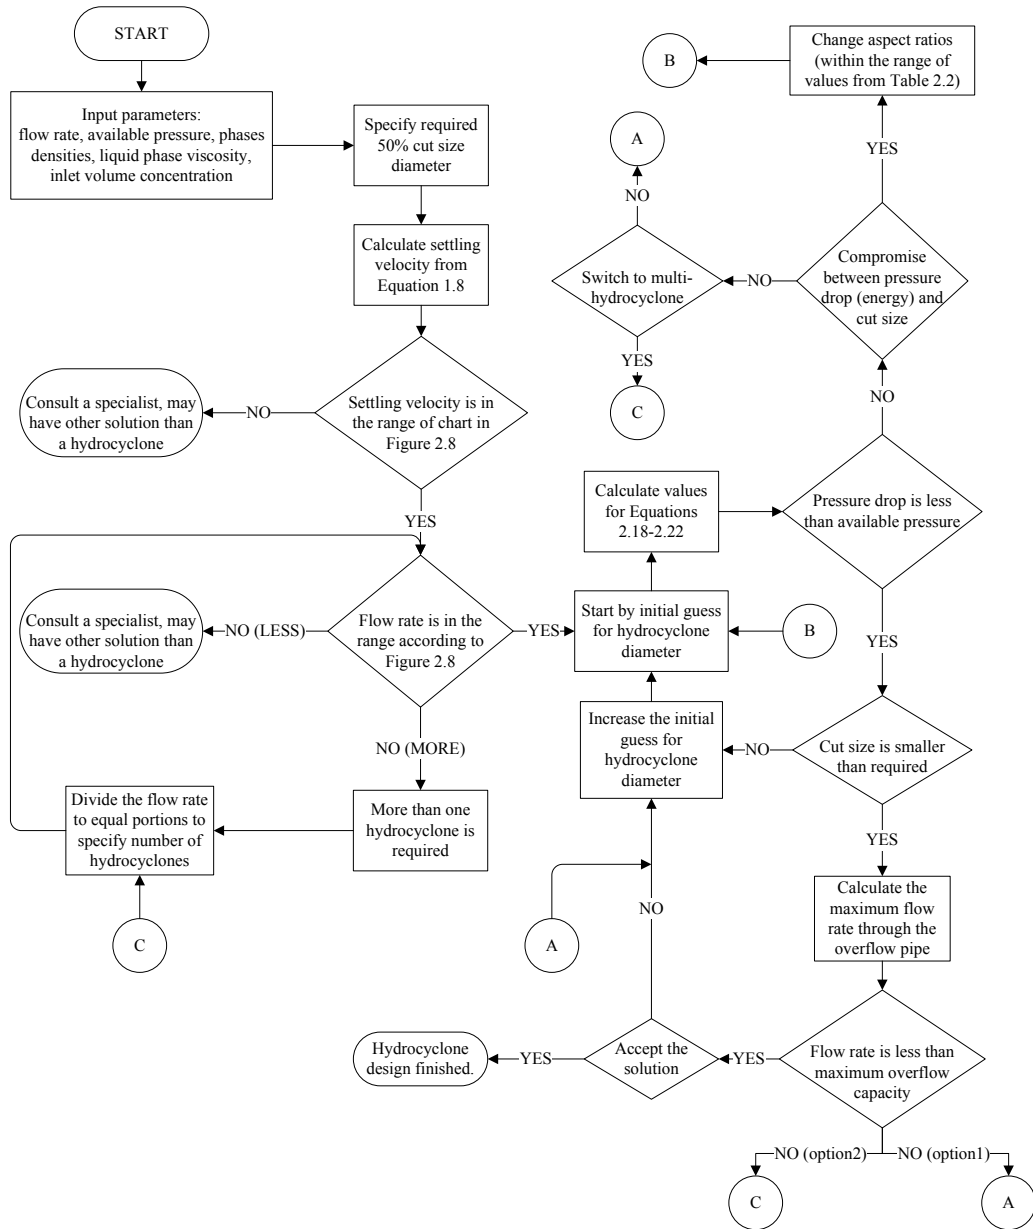 START
Input parameters:
flow rate, available pressure, phases
densities, liquid phase viscosity,
inlet volume concentration
Specify required
50% cut size
diameter
Calculate settling
velocity from
Equation 1.8
Settling velocity is in
the range of chart in
Figure 2.8
NO
Consult a specialist, may
have other solution than
a hydrocyclone
YES
Flow rate is in the
range according to
Figure 2.8
NO (LESS)
Consult a specialist, may
have other solution than
a hydrocyclone
YES
NO (MORE)
More than one
hydrocyclone is
required
Divide the flow rate
to equal portions to
specify number of
hydrocyclones
C
Start by initial guess
for hydrocyclone
diameter
B
Calculate values
for Equations
2.18-2.22
Increase the initial
guess for
hydrocyclone
diameter
NO
A
Pressure drop is less
than available pressure
NO
Compromise
between pressure
drop (energy) and
cut size
YES
Change aspect ratios
(within the range of
values from Table 2.2)
B
NO
Switch to multi-
hydrocyclone
NO
A
YES
C
YES
Cut size is smaller
than required
NO
YES
Calculate the
maximum flow
rate through the
overflow pipe
Flow rate is less than
maximum overflow
capacity
YES
Accept the
solution
YES
Hydrocyclone
design finished.
NO (option2)
NO (option1)
C
A